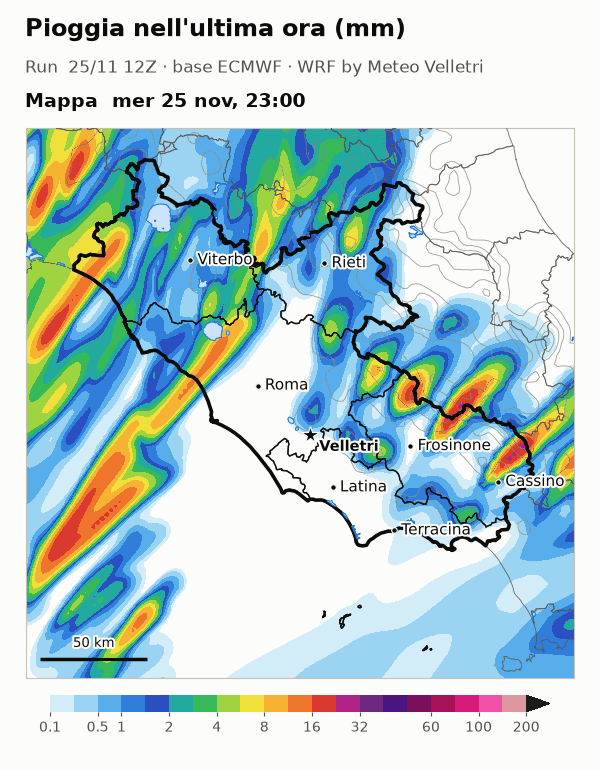 Pioggia nell'ultima ora (mm)
Run  25/11 12Z · base ECMWF · WRF by Meteo Velletri
Mappa  mer 25 nov, 23:00
Viterbo
Rieti
Roma
Velletri
Frosinone
Latina
Cassino
Terracina
50 km
0.1 0.5 1 2 4 8 16 32 60 100 200